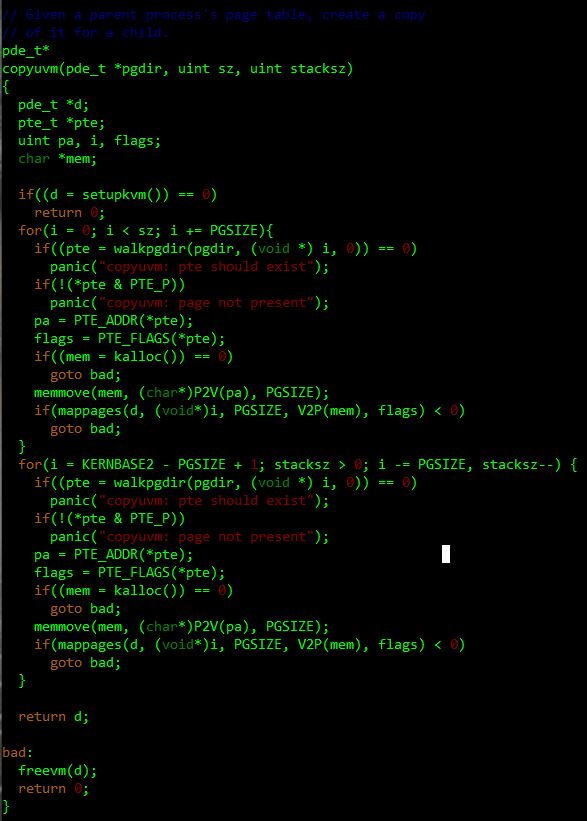 // Given a parent process's page table, create a copy
// of it for a child.
pde_t*
copyuvm(pde_t *pgdir, uint sz, uint stacksz)
{
  pde_t *d;
  pte_t *pte;
  uint pa, i, flags;
  char *mem;

  if((d = setupkvm()) == 0)
    return 0;
  for(i = 0; i < sz; i += PGSIZE){
    if((pte = walkpgdir(pgdir, (void *) i, 0)) == 0)
      panic("copyuvm: pte should exist");
    if(!(*pte & PTE_P))
      panic("copyuvm: page not present");
    pa = PTE_ADDR(*pte);
    flags = PTE_FLAGS(*pte);
    if((mem = kalloc()) == 0)
      goto bad;
    memmove(mem, (char*)P2V(pa), PGSIZE);
    if(mappages(d, (void*)i, PGSIZE, V2P(mem), flags) < 0)
      goto bad;
  }
  for(i = KERNBASE2 - PGSIZE + 1; stacksz > 0; i -= PGSIZE, stacksz--) {
    if((pte = walkpgdir(pgdir, (void *) i, 0)) == 0)
      panic("copyuvm: pte should exist");
    if(!(*pte & PTE_P))
      panic("copyuvm: page not present");
    pa = PTE_ADDR(*pte);
    flags = PTE_FLAGS(*pte);
    if((mem = kalloc()) == 0)
      goto bad;
    memmove(mem, (char*)P2V(pa), PGSIZE);
    if(mappages(d, (void*)i, PGSIZE, V2P(mem), flags) < 0)
      goto bad;
  }

  return d;

bad:
  freevm(d);
  return 0;
}